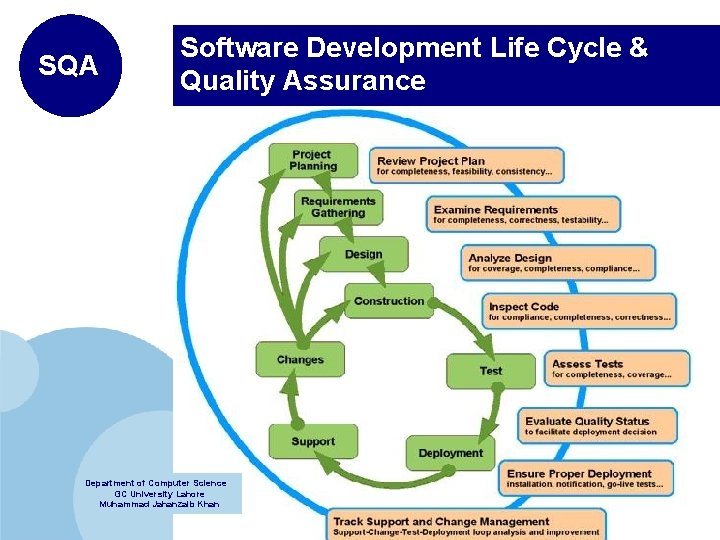 SQA
Software Development Life Cycle &
Quality Assurance
Project
Planning
Review Project Plan
for completeness, feasibility, consistency...
Requirements
Gathering
Examine Requirements
for completeness, correctness, testability...
Design
Analyze Design
for coverage, completeness, compliance...
Construction
Inspect Code
for compliance, completeness, correctness...
Changes
Test
Assess Tests
for completeness, coverage...
Evaluate Quality Status
to facilitate deployment decision
Support
Deployment
Ensure Proper Deployment
installation, notification, go-live tests...
Department of Computer Science
GC University Lahore
Muhammad Jahanzaib Khan
Track Support and Change Management
Support-Change-Test-Deployment loop analysis and improvement